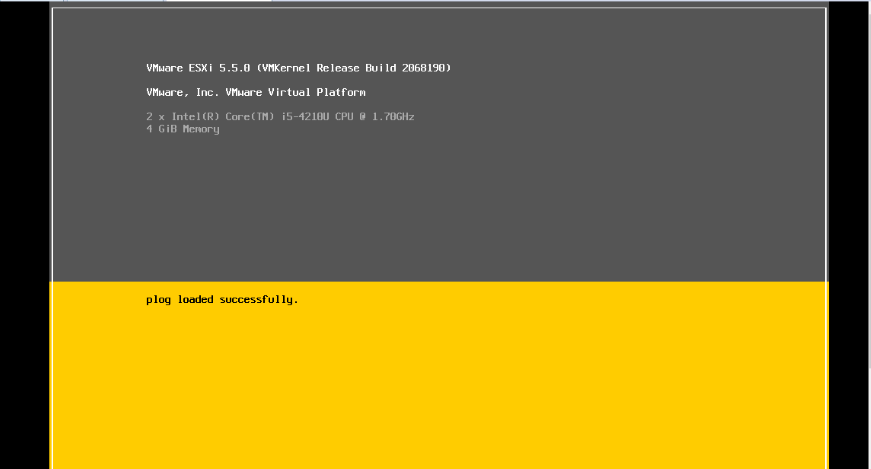 VMware ESXi 5.5.0 (VMKernel Release Build 2068190)
VMware, Inc. VMware Virtual Platform
2 x Intel(R) Core(TM) i5-4210U CPU @ 1.70GHz
4 GiB Memory
plog loaded successfully.